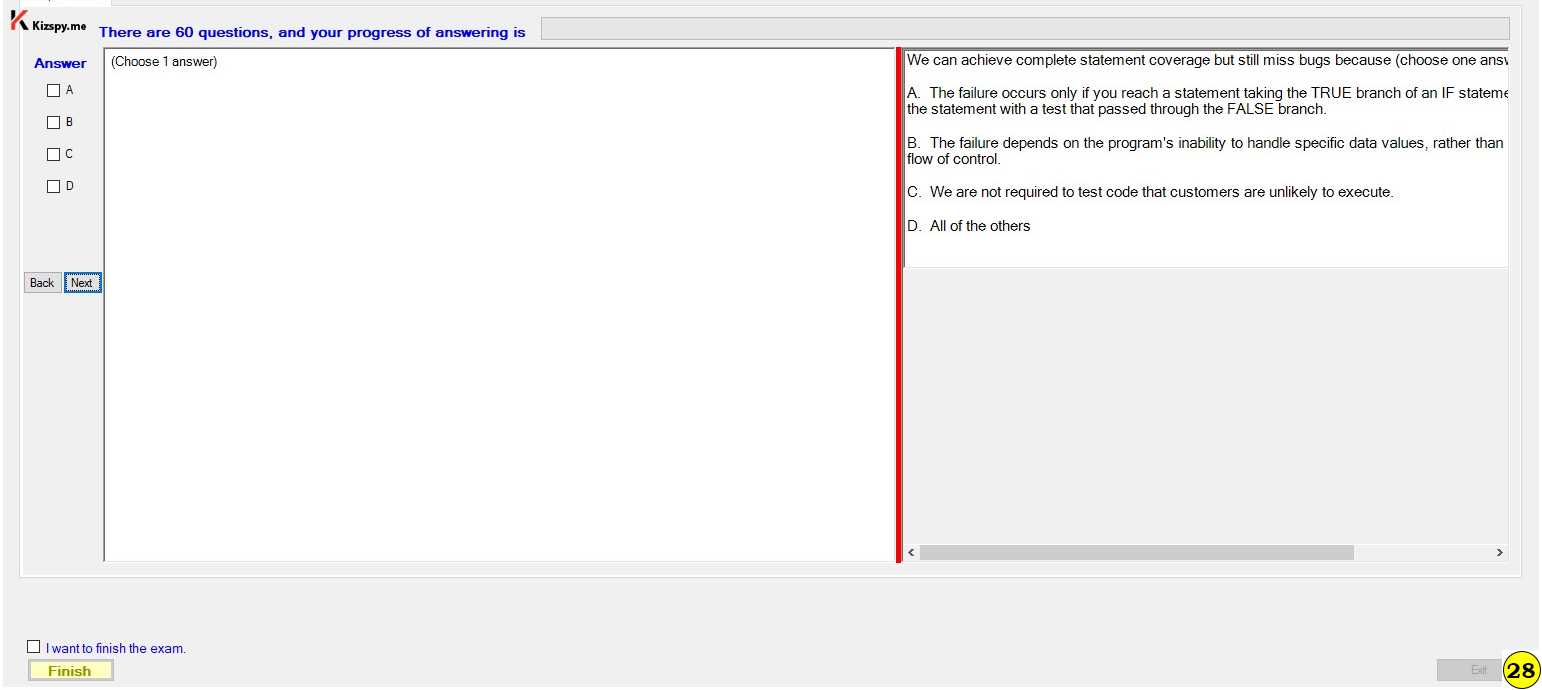 Kizspy.me
There are 60 questions, and your progress of answering is
Answer
A
B
C
D
Back
Next
(Choose 1 answer)
We can achieve complete statement coverage but still miss bugs because (choose one
A. The failure occurs only if you reach a statement taking the TRUE branch of an IF
the statement with a test that passed through the FALSE branch.
B. The failure depends on the program's inability to handle specific data values, rather than
flow of control.
C. We are not required to test code that customers are unlikely to execute.
D. All of the others
I want to finish the exam.
Finish
Exit
28